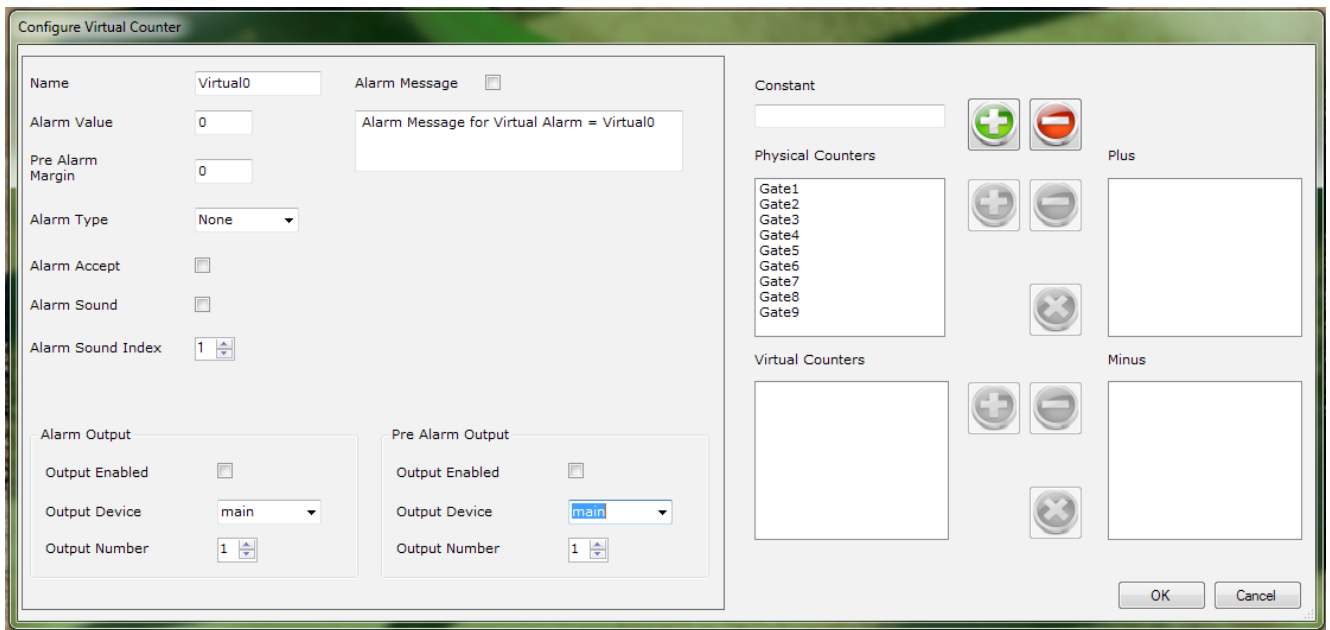 Configure Virtual Counter
Name Virtual0 Alarm Message
Alarm Value 0 Alarm Message for Virtual Alarm = Virtual0
Pre Alarm
Margin 0
Alarm Type None
Alarm Accept
Alarm Sound
Alarm Sound Index 1
Alarm Output
Output Enabled
Output Device main
Output Number 1
Pre Alarm Output
Output Enabled
Output Device main
Output Number 1
Constant
Physical Counters
Gate1
Gate2
Gate3
Gate4
Gate5
Gate6
Gate7
Gate8
Gate9
Plus
Virtual Counters
Minus
OK Cancel